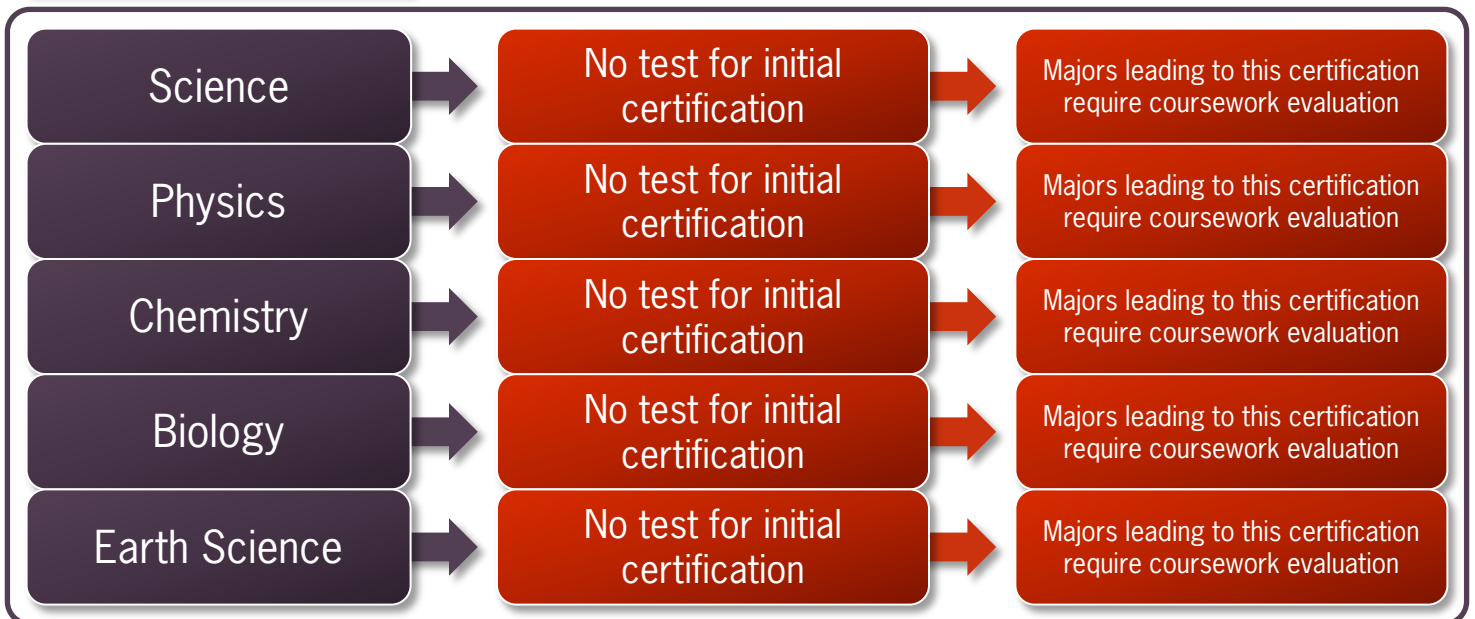 Science
No test for initial
certification
Majors leading to this certification
require coursework evaluation
Physics
No test for initial
certification
Majors leading to this certification
require coursework evaluation
Chemistry
No test for initial
certification
Majors leading to this certification
require coursework evaluation
Biology
No test for initial
certification
Majors leading to this certification
require coursework evaluation
Earth Science
No test for initial
certification
Majors leading to this certification
require coursework evaluation